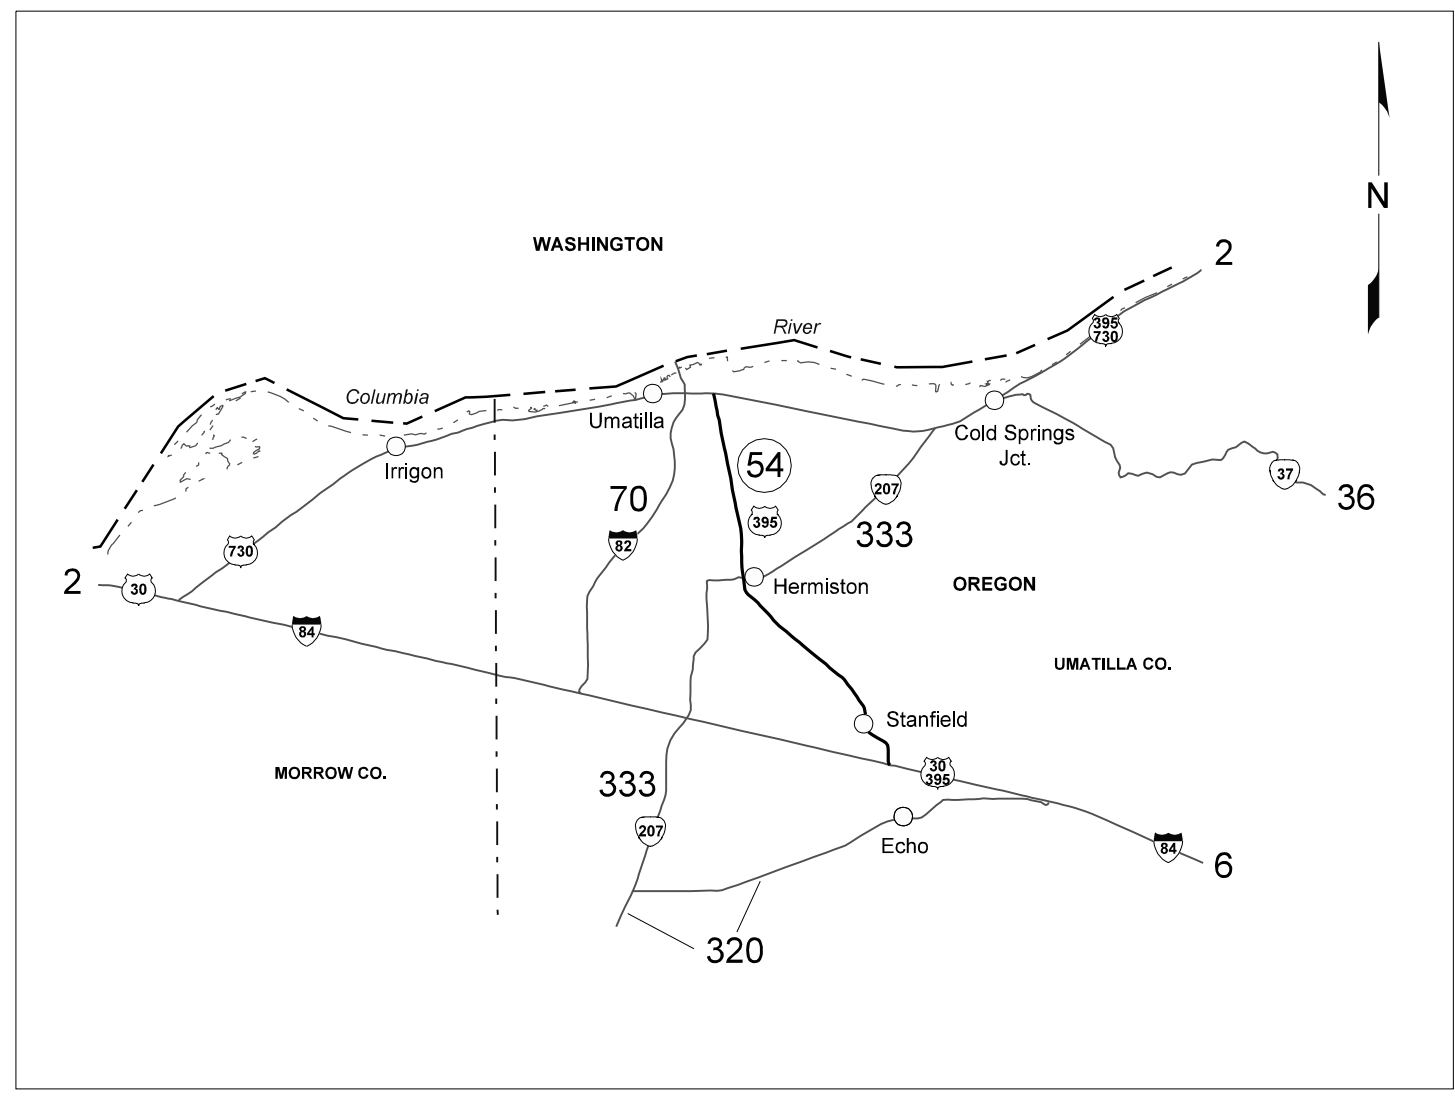 N
WASHINGTON
2
River
395
730
Columbia
Umatilla
Cold Springs
Jct.
Irrigon
54
37
207
70
36
395
333
82
730
2
30
Hermiston
OREGON
84
UMATILLA CO.
Stanfield
MORROW CO.
30
395
333
207
Echo
84
6
320